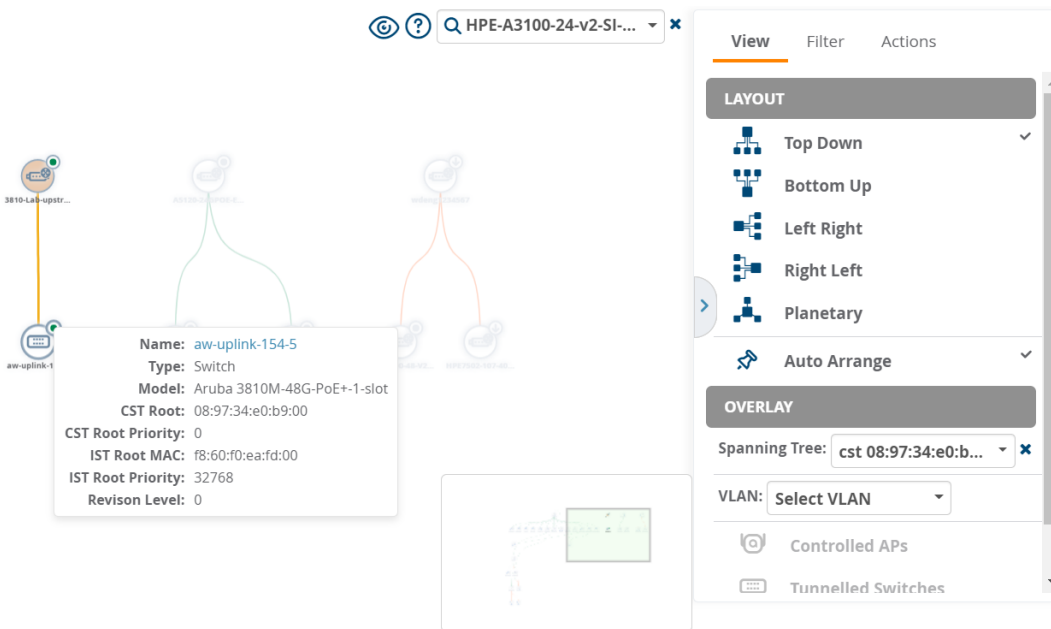 HPE-A3100-24-v2-SI-...
View Filter Actions
LAYOUT
Top Down
Bottom Up
Left Right
Right Left
Planetary
Auto Arrange
OVERLAY
Spanning Tree: cst 08:97:34:e0:b...
VLAN: Select VLAN
Controlled APs
Tunnelled Switches
3810-Lab-upstr...
aw-uplink-1
Name: aw-uplink-154-5
Type: Switch
Model: Aruba 3810M-48G-PoE+-1-slot
CST Root: 08:97:34:e0:b9:00
CST Root Priority: 0
IST Root MAC: f8:60:f0:ea:fd:00
IST Root Priority: 32768
Revison Level: 0